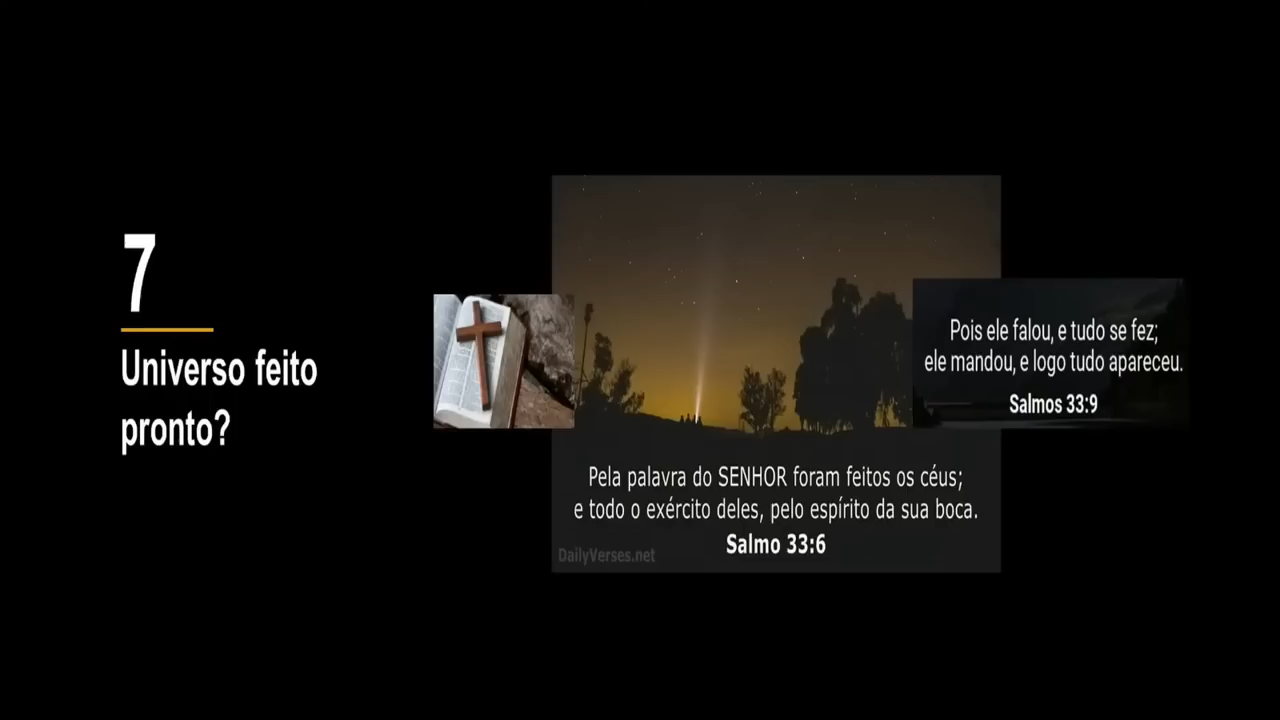 7
Universo feito
pronto?
Pela palavra do SENHOR foram feitos os céus;
e todo o exército deles, pelo espírito da sua boca.
Salmo 33:6
DailyVerses.net
Pois ele falou, e tudo se fez;
ele mandou, e logo tudo apareceu.
Salmos 33:9